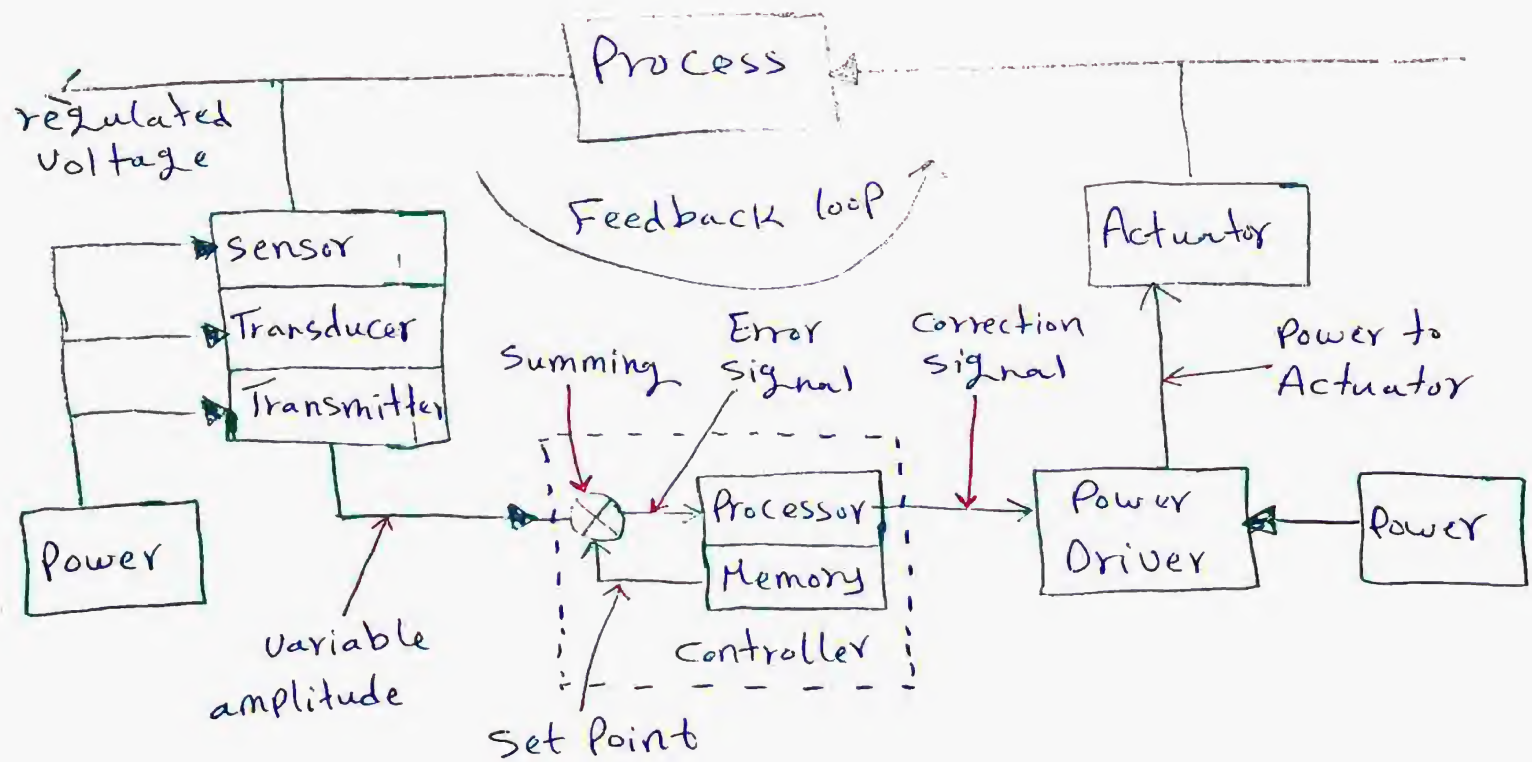 Process
regulated
voltage
Feedback loop
Sensor
Transducer
Transmitter
Actuator
Summing
Error
Signal
Correction
Signal
Power to
Actuator
Power
Processor
Memory
Controller
Power
Driver
Power
Variable
amplitude
Set Point